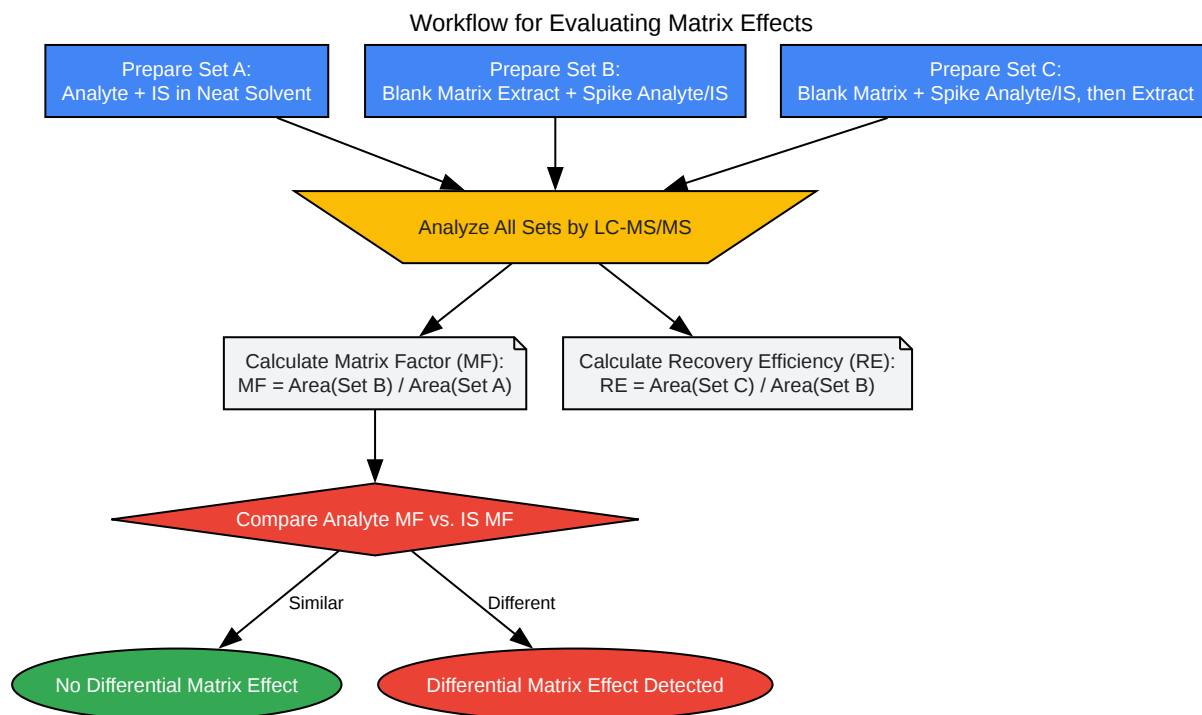 Workflow for Evaluating Matrix Effects
Prepare Set A:
Analyte + IS in Neat Solvent
Prepare Set B:
Blank Matrix Extract + Spike Analyte/IS
Prepare Set C:
Blank Matrix + Spike Analyte/IS, then Extract
Analyze All Sets by LC-MS/MS
Calculate Matrix Factor (MF):
MF = Area(Set B) / Area(Set A)
Calculate Recovery Efficiency (RE):
RE = Area(Set C) / Area(Set B)
Compare Analyte MF vs. IS MF
Similar
Different
No Differential Matrix Effect
Differential Matrix Effect Detected